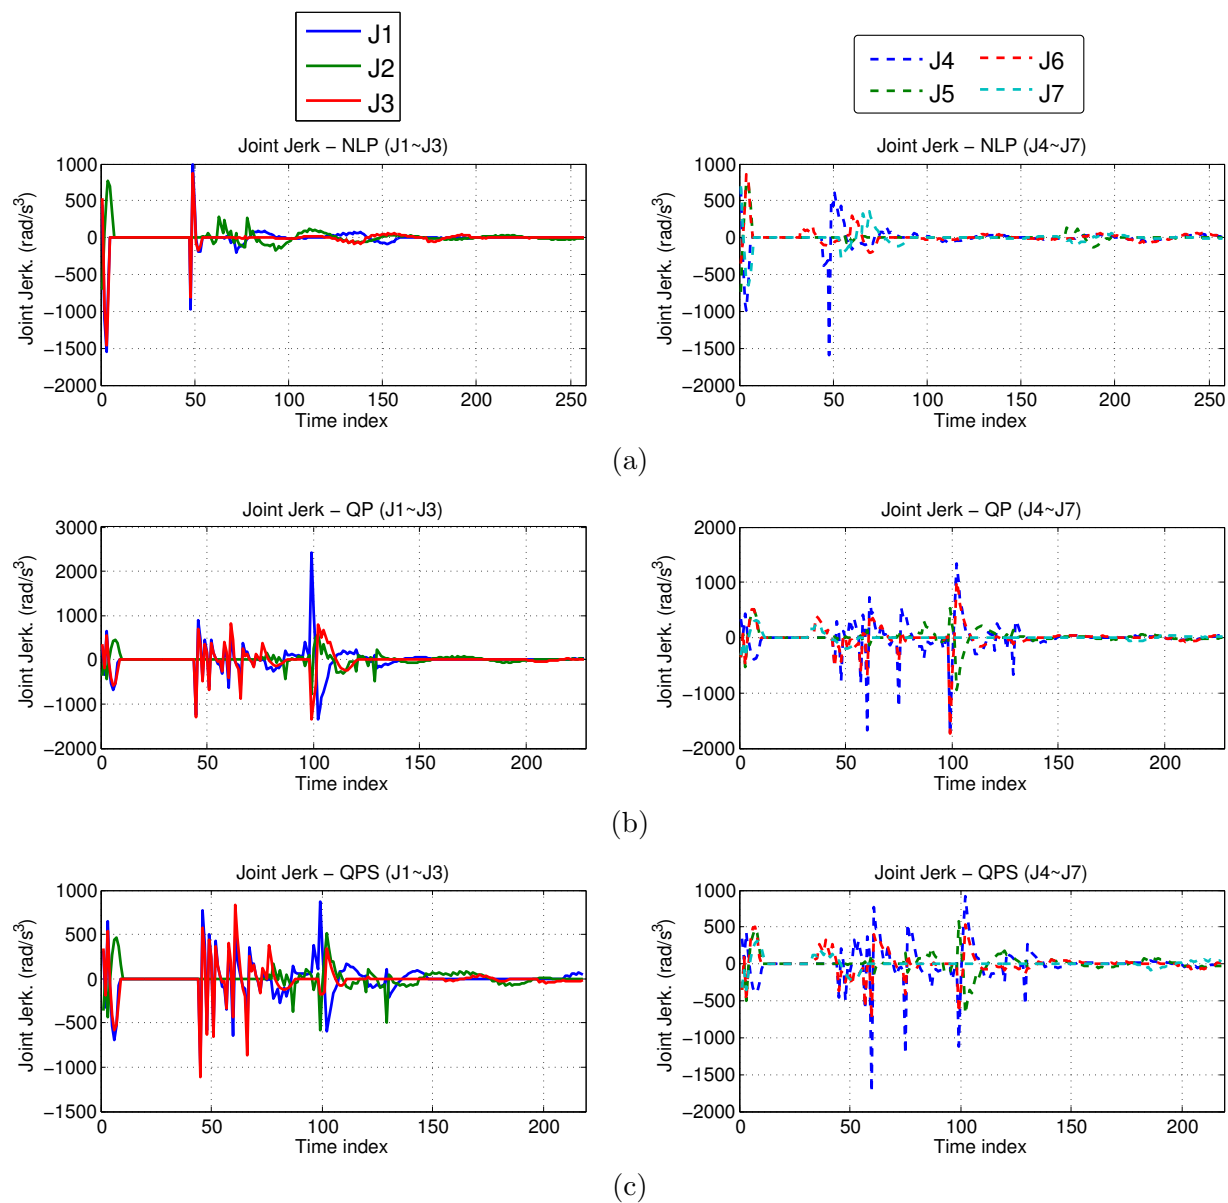 J1
J2
J3
J4 J6
J5 J7
Joint Jerk − NLP (J1~J3)
Joint Jerk. (rad/s³)
1000
500
0
−500
−1000
−1500
−2000
0 50 100 150 200 250
Time index
Joint Jerk − NLP (J4~J7)
Joint Jerk. (rad/s³)
1000
500
0
−500
−1000
−1500
−2000
0 50 100 150 200 250
Time index
(a)
Joint Jerk − QP (J1~J3)
Joint Jerk. (rad/s³)
3000
2000
1000
0
−1000
−2000
0 50 100 150 200
Time index
Joint Jerk − QP (J4~J7)
Joint Jerk. (rad/s³)
2000
1000
0
−1000
−2000
0 50 100 150 200
Time index
(b)
Joint Jerk − QPS (J1~J3)
Joint Jerk. (rad/s³)
1000
500
0
−500
−1000
−1500
0 50 100 150 200
Time index
Joint Jerk − QPS (J4~J7)
Joint Jerk. (rad/s³)
1000
500
0
−500
−1000
−1500
−2000
0 50 100 150 200
Time index
(c)